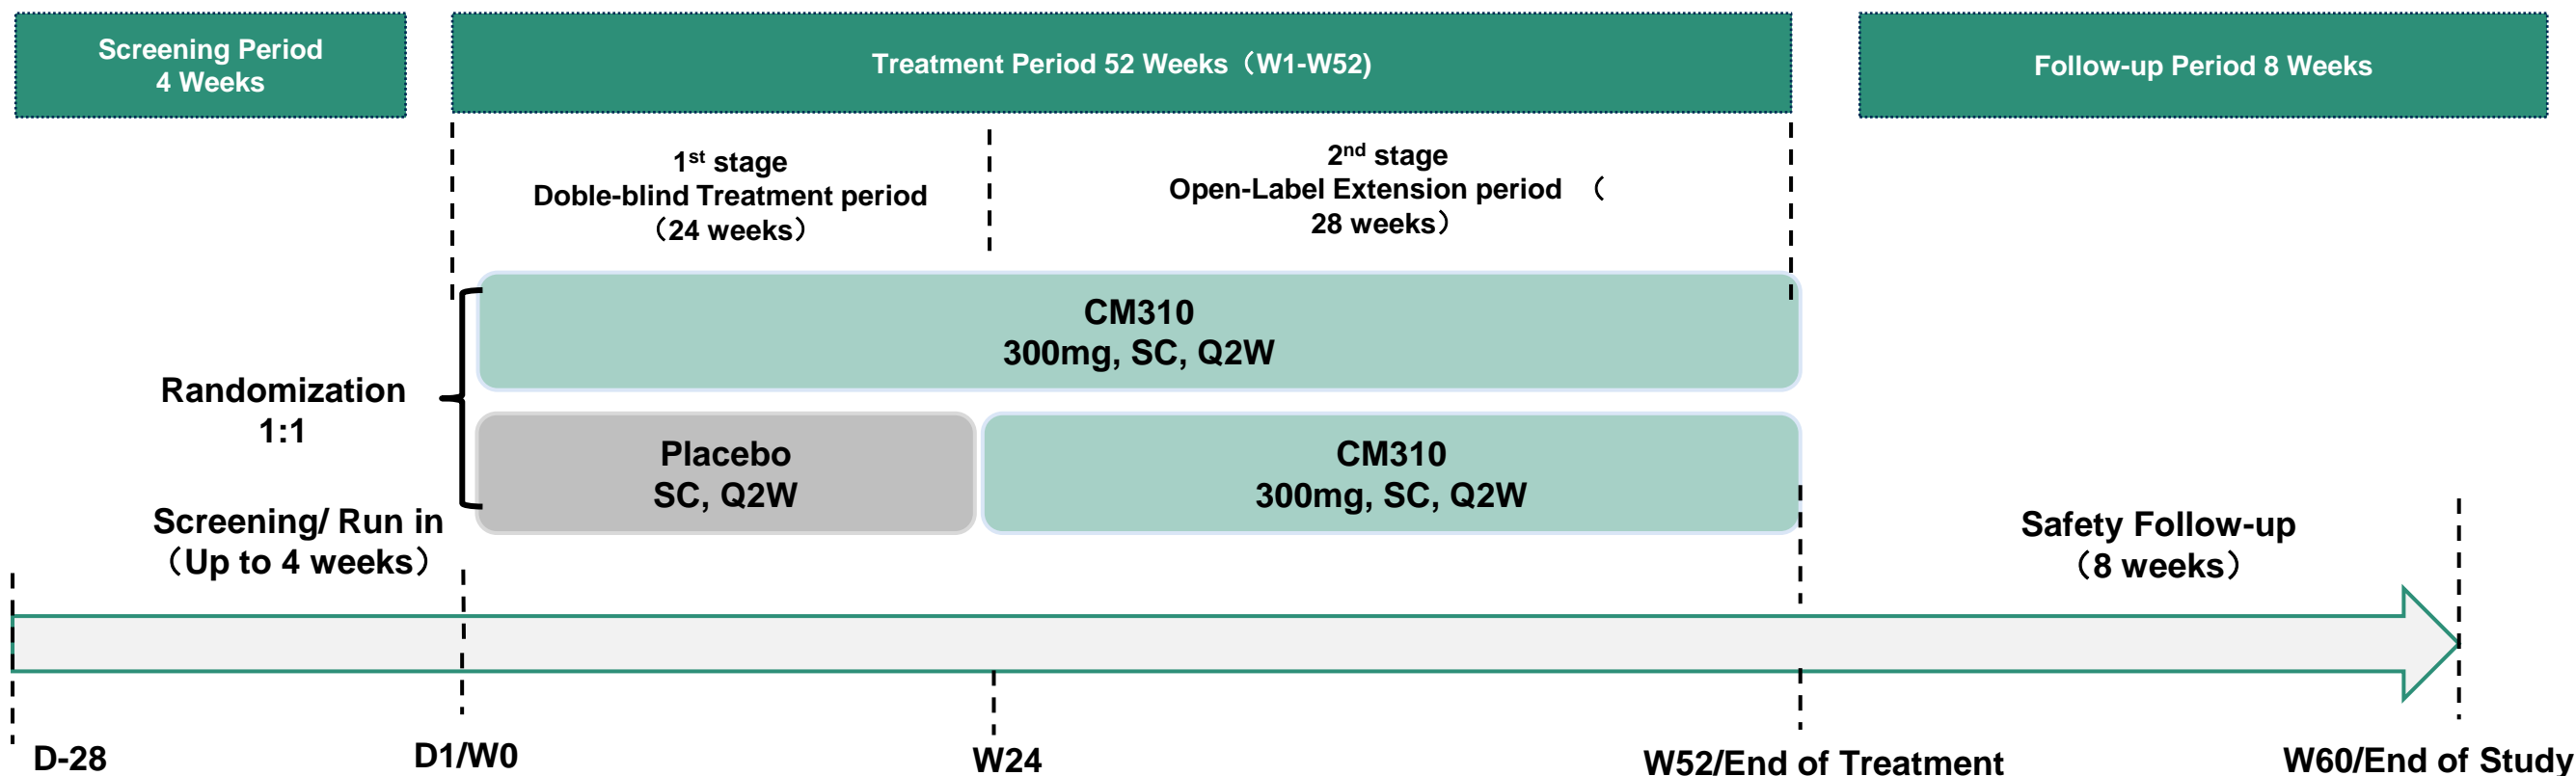 Screening Period
4 Weeks
Treatment Period 52 Weeks（W1-W52)
Follow-up Period 8 Weeks
1st stage
Doble-blind Treatment period
（24 weeks）
2nd stage
Open-Label Extension period （
28 weeks）
CM310
300mg, SC, Q2W
Randomization
1:1
Placebo
SC, Q2W
CM310
300mg, SC, Q2W
Screening/ Run in
（Up to 4 weeks）
Safety Follow-up
（8 weeks）
D-28
D1/W0
W24
W52/End of Treatment
W60/End of Study